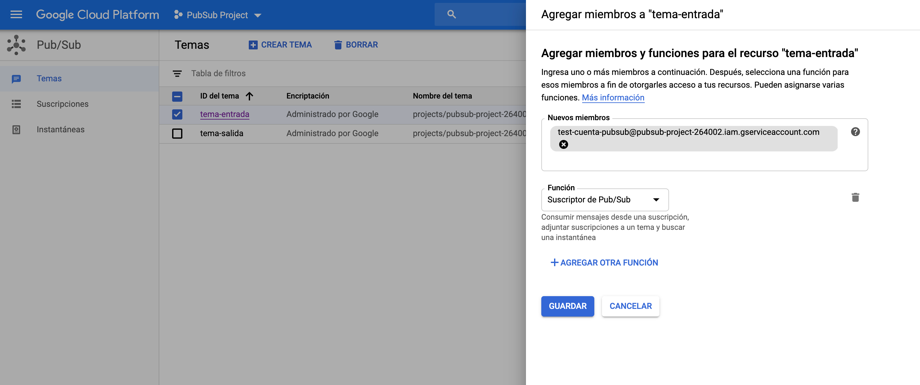 Google Cloud Platform
PubSub Project
Agregar miembros a "tema-entrada"
Pub/Sub
Temas
CREAR TEMA
BORRAR
Temas
Suscripciones
Instantáneas
Tabla de filtros
ID del tema
Encriptación
Nombre del tema
tema-entrada
Administrado por Google
projects/pubsub-project-26400
tema-salida
Administrado por Google
projects/pubsub-project-26400
Agregar miembros y funciones para el recurso "tema-entrada"
Ingresa uno o más miembros a continuación. Después, selecciona una función para
esos miembros a fin de otorgarles acceso a tus recursos. Pueden asignarse varias
funciones. Más información
Nuevos miembros
test-cuenta-pubsub@pubsub-project-264002.iam.gserviceaccount.com
Función
Suscriptor de Pub/Sub
Consumir mensajes desde una suscripción,
adjuntar suscripciones a un tema y buscar
una instantánea
AGREGAR OTRA FUNCIÓN
GUARDAR
CANCELAR